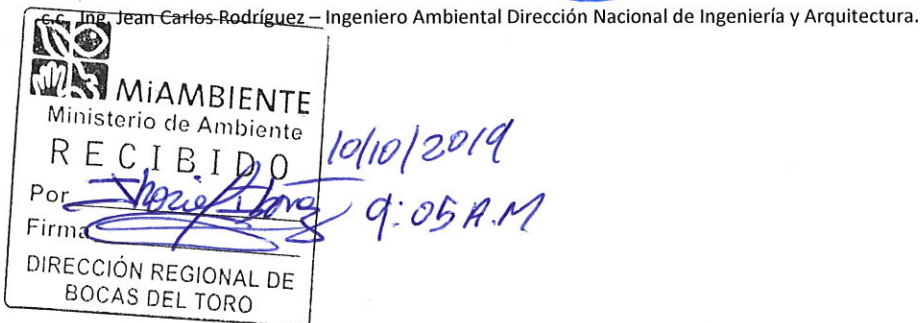 c.c. Ing. Jean Carlos Rodríguez – Ingeniero Ambiental Dirección Nacional de Ingeniería y Arquitectura.
MiAMBIENTE
Ministerio de Ambiente
RECIBIDO
10/10/2019
Por
9:05 A.M
Firma
DIRECCIÓN REGIONAL DE
BOCAS DEL TORO